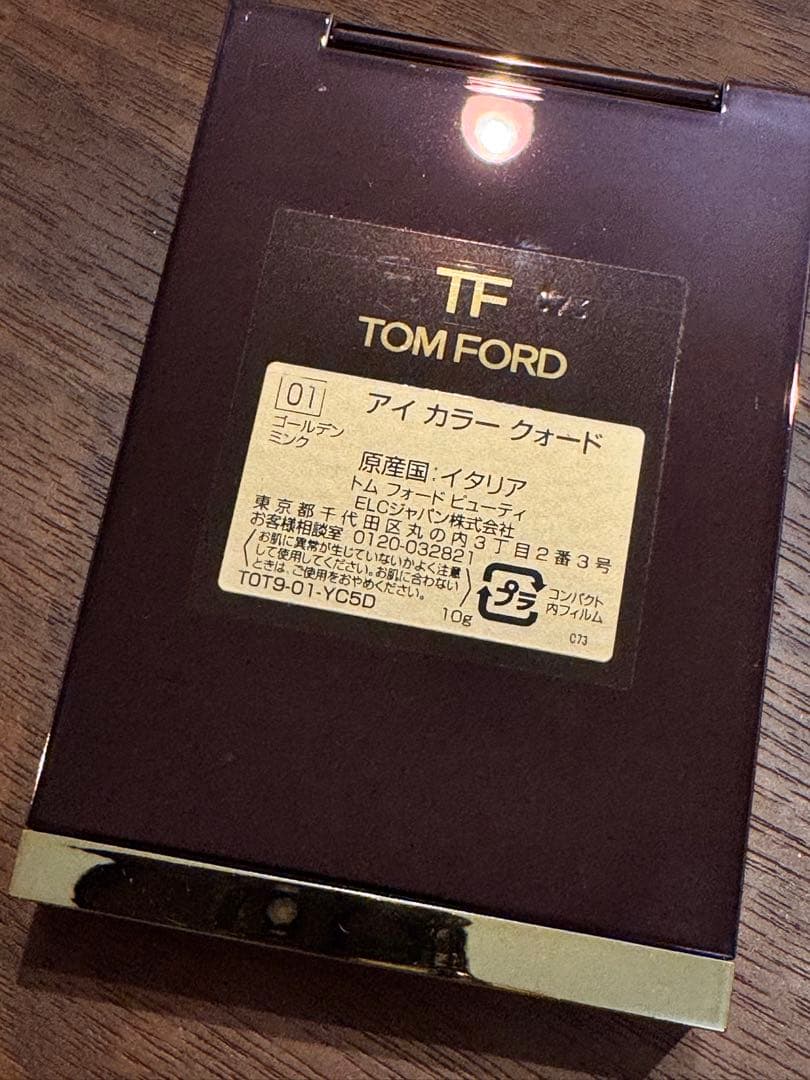 TF
TOM FORD
01
アイ カラー クォード
ゴールデン
ミンク
原産国:イタリア
トム フォード ビューティ
ELCジャパン株式会社
東京都千代田区丸の内3丁目2番3号
お客様相談室 0120-032821
お肌に異常が生じていないかよく注意
して使用してください。お肌に合わない
ときは、ご使用をおやめください。
T0T9-01-YC5D
10g
プラ
コンパクト
内フィルム
C73